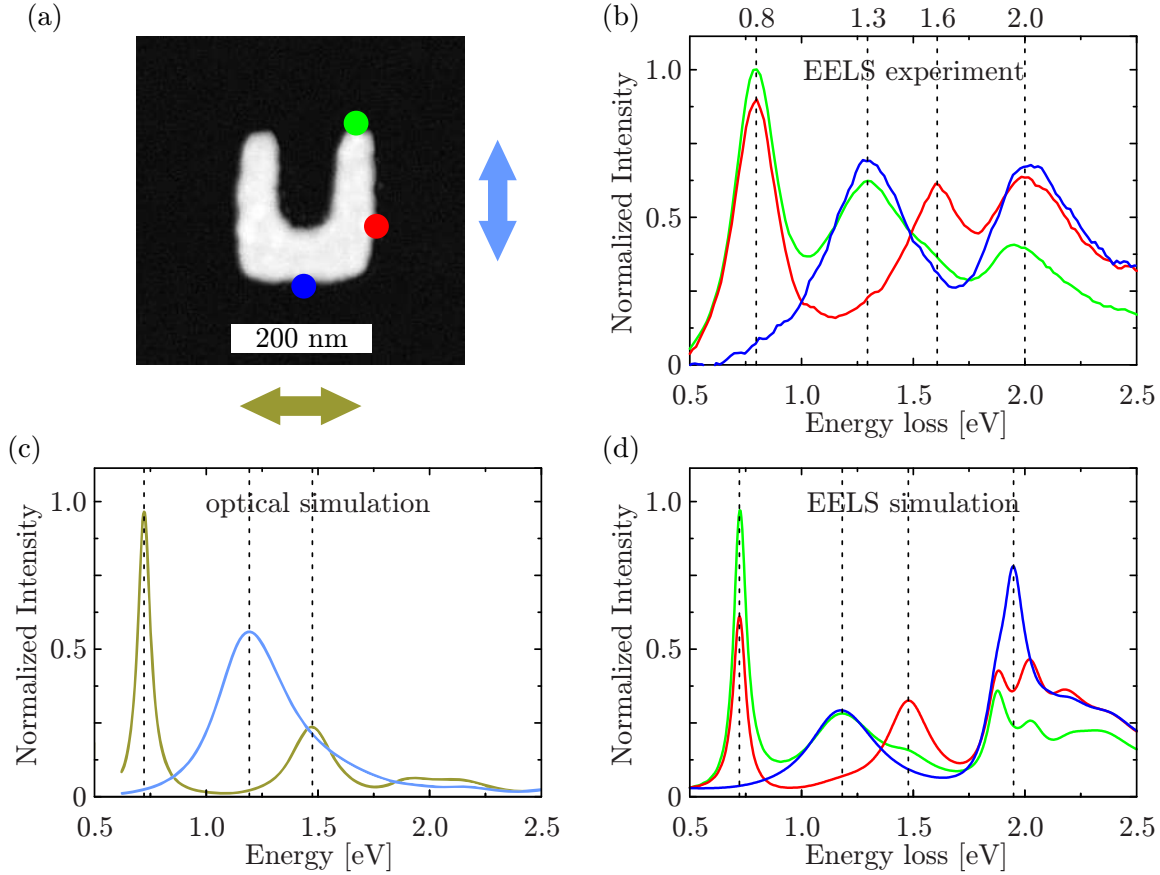 (a)
200 nm
(b)
0.8 1.3 1.6 2.0
EELS experiment
Normalized Intensity
1.0
0.5
0
0.5 1.0 1.5 2.0 2.5
Energy loss [eV]
(c)
optical simulation
Normalized Intensity
1.0
0.5
0
0.5 1.0 1.5 2.0 2.5
Energy [eV]
(d)
EELS simulation
Normalized Intensity
1.0
0.5
0
0.5 1.0 1.5 2.0 2.5
Energy loss [eV]